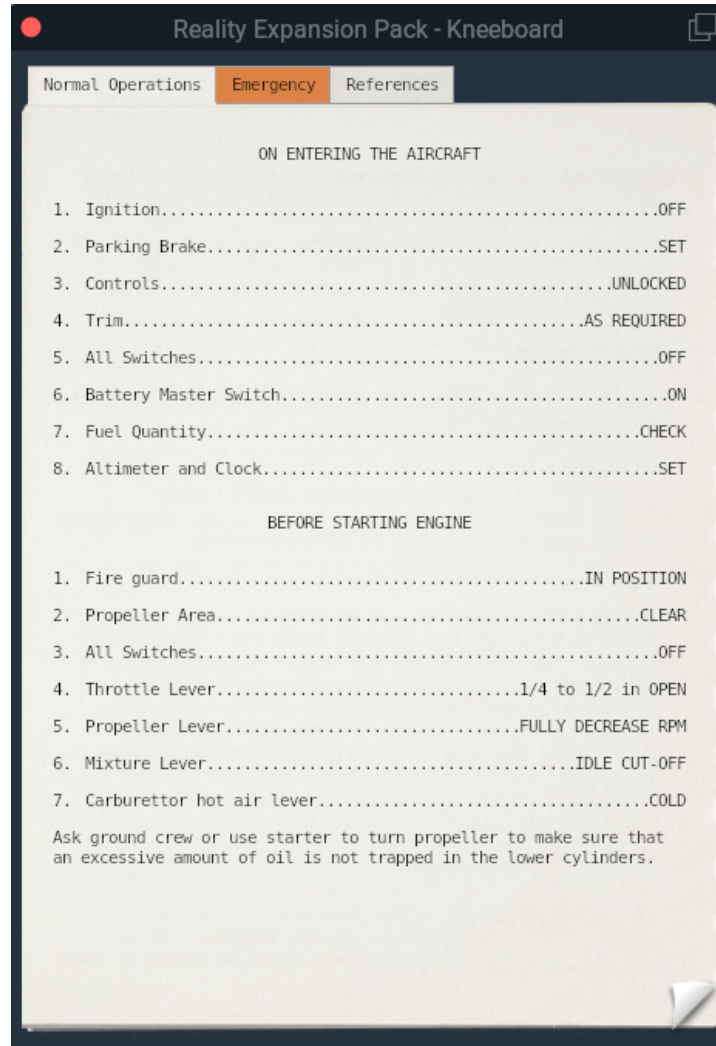 Reality Expansion Pack - Kneeboard
Normal Operations Emergency References
ON ENTERING THE AIRCRAFT
1. Ignition......................................................OFF
2. Parking Brake.................................................SET
3. Controls.................................................UNLOCKED
4. Trim..................................................AS REQUIRED
5. All Switches..................................................OFF
6. Battery Master Switch..........................................ON
7. Fuel Quantity...............................................CHECK
8. Altimeter and Clock...........................................SET
BEFORE STARTING ENGINE
1. Fire guard............................................IN POSITION
2. Propeller Area..............................................CLEAR
3. All Switches..................................................OFF
4. Throttle Lever.................................1/4 to 1/2 in OPEN
5. Propeller Lever................................FULLY DECREASE RPM
6. Mixture Lever........................................IDLE CUT-OFF
7. Carburettor hot air lever....................................COLD
Ask ground crew or use starter to turn propeller to make sure that
an excessive amount of oil is not trapped in the lower cylinders.